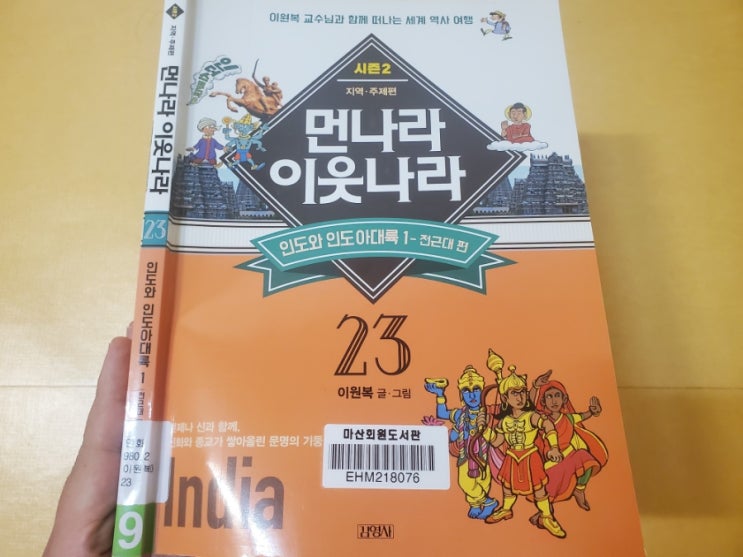 지역·주제편
먼나라 이웃나라
23
인도와 인도아대륙 1
만화
980.2
이원복
23
9
이원복 교수님과 함께 떠나는 세계 역사 여행
시즌2
지역·주제편
먼나라
이웃나라
인도와 인도아대륙 1-전근대 편
23
이원복 글·그림
신과 함께,
종교가 쌓아올린 문명의
India
마산회원도서관
EHM218076
김영사